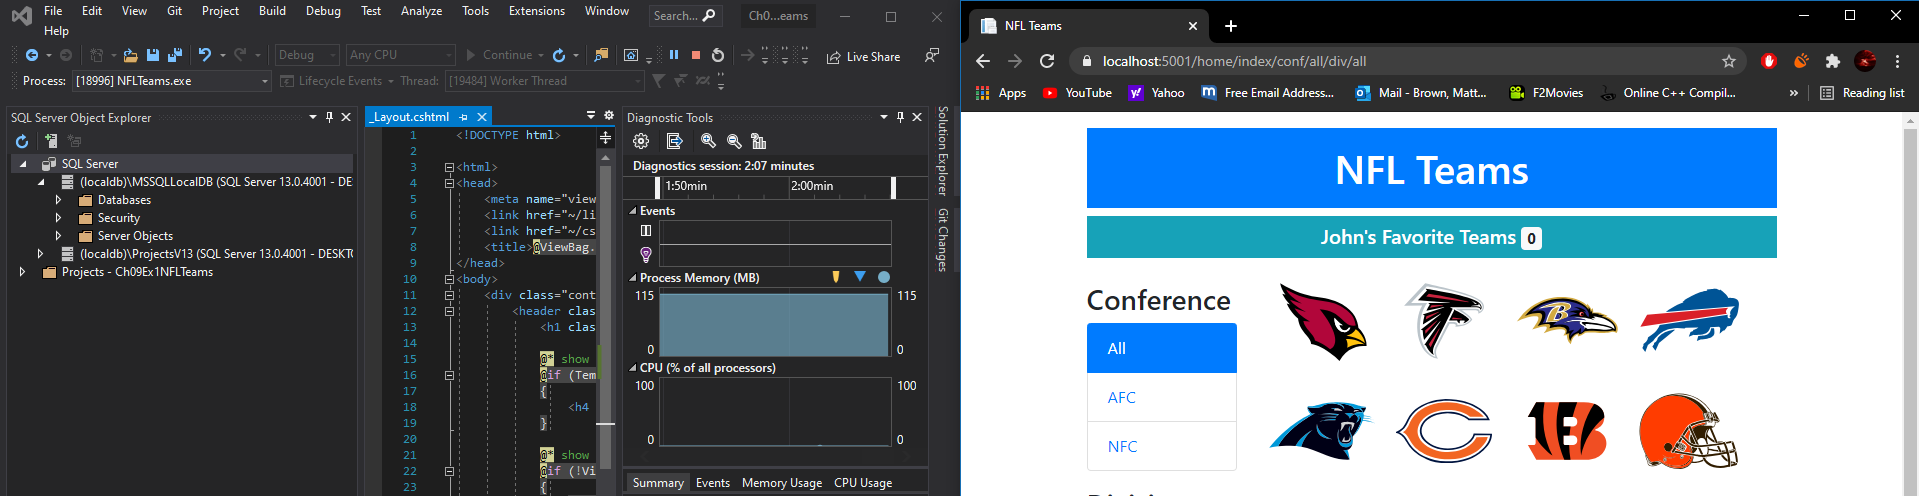 File Edit View Git Project Build Debug Test Analyze Tools Extensions Window Search... Ch0...eams
Help
Debug Any CPU Continue Live Share
Process: [18996] NFLTeams.exe Lifecycle Events Thread: [19484] Worker Thread
SQL Server Object Explorer
SQL Server
(localdb)\MSSQLLocalDB (SQL Server 13.0.4001 - DE
Databases
Security
Server Objects
(localdb)\ProjectsV13 (SQL Server 13.0.4001 - DESKT
Projects - Ch09Ex1NFLTeams
_Layout.cshtml
1 <!DOCTYPE html>
2
3 <html>
4 <head>
5 <meta name="view
6 <link href="~/li
7 <link href="~/cs
8 <title>@ViewBag.
9 </head>
10 <body>
11 <div class="cont
12 <header clas
13 <h1 clas
14
15 @* show
16 @if (Tem
17 {
18 <h4
19 }
20
21 @* show
22 @if (!Vi
23 {
Diagnostic Tools
Diagnostics session: 2:07 minutes
1:50min 2:00min
Events
Process Memory (MB)
115 115
0 0
CPU (% of all processors)
100 100
0 0
Summary Events Memory Usage CPU Usage
Solution Explorer
Git Changes
NFL Teams
localhost:5001/home/index/conf/all/div/all
Apps YouTube Yahoo Free Email Address... Mail - Brown, Matt... F2Movies Online C++ Compil... » Reading list
NFL Teams
John's Favorite Teams 0
Conference
All
AFC
NFC